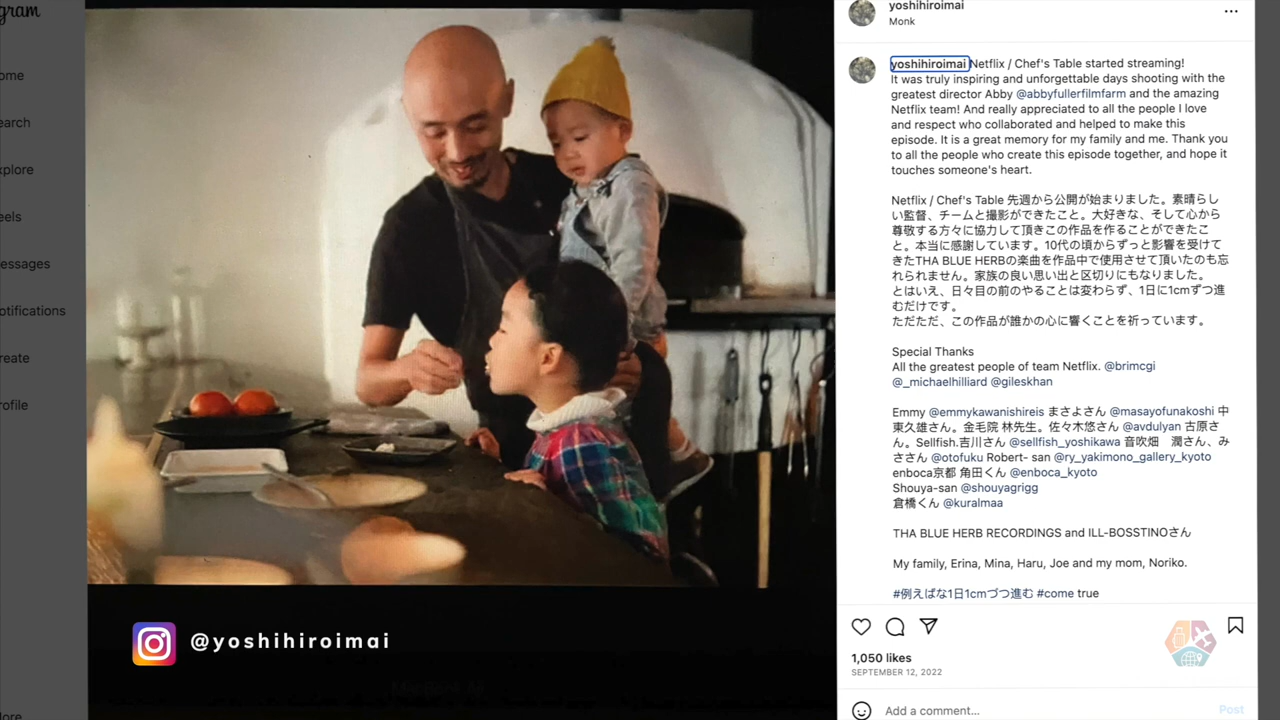 gram
ome
earch
xplore
eels
essages
otifications
reate
rofile
ore
@yoshihiroimai
yoshihiroimai
Monk
yoshihiroimai Netflix / Chef's Table started streaming!
It was truly inspiring and unforgettable days shooting with the
greatest director Abby @abbyfullerfilmfarm and the amazing
Netflix team! And really appreciated to all the people I love
and respect who collaborated and helped to make this
episode. It is a great memory for my family and me. Thank you
to all the people who create this episode together, and hope it
touches someone's heart.
Netflix / Chef's Table 先週から公開が始まりました。素晴らし
い監督、チームと撮影ができたこと。大好きな、そして心から
尊敬する方々に協力して頂きこの作品を作ることができたこ
と。本当に感謝しています。10代の頃からずっと影響を受けて
きたTHA BLUE HERBの楽曲を作品中で使用させて頂いたのも忘
れられません。家族の良い思い出と区切りにもなりました。
とはいえ、日々目の前のやることは変わらず、1日に1cmずつ進
むだけです。
ただただ、この作品が誰かの心に響くことを祈っています。
Special Thanks
All the greatest people of team Netflix. @brimcgi
@_michaelhilliard @gileskhan
Emmy @emmykawanishireis まさよさん @masayofunakoshi 中
東久雄さん。金毛院 林先生。佐々木悠さん @avdulyan 古原さ
ん。Sellfish.吉川さん @sellfish_yoshikawa 音吹畑　潤さん、み
ささん @otofuku Robert- san @ry_yakimono_gallery_kyoto
enboca京都 角田くん @enboca_kyoto
Shouya-san @shouyagrigg
倉橋くん @kuralmaa
THA BLUE HERB RECORDINGS and ILL-BOSSTINOさん
My family, Erina, Mina, Haru, Joe and my mom, Noriko.
#例えばな1日1cmづつ進む #come true
1,050 likes
SEPTEMBER 12, 2022
Add a comment...
Post